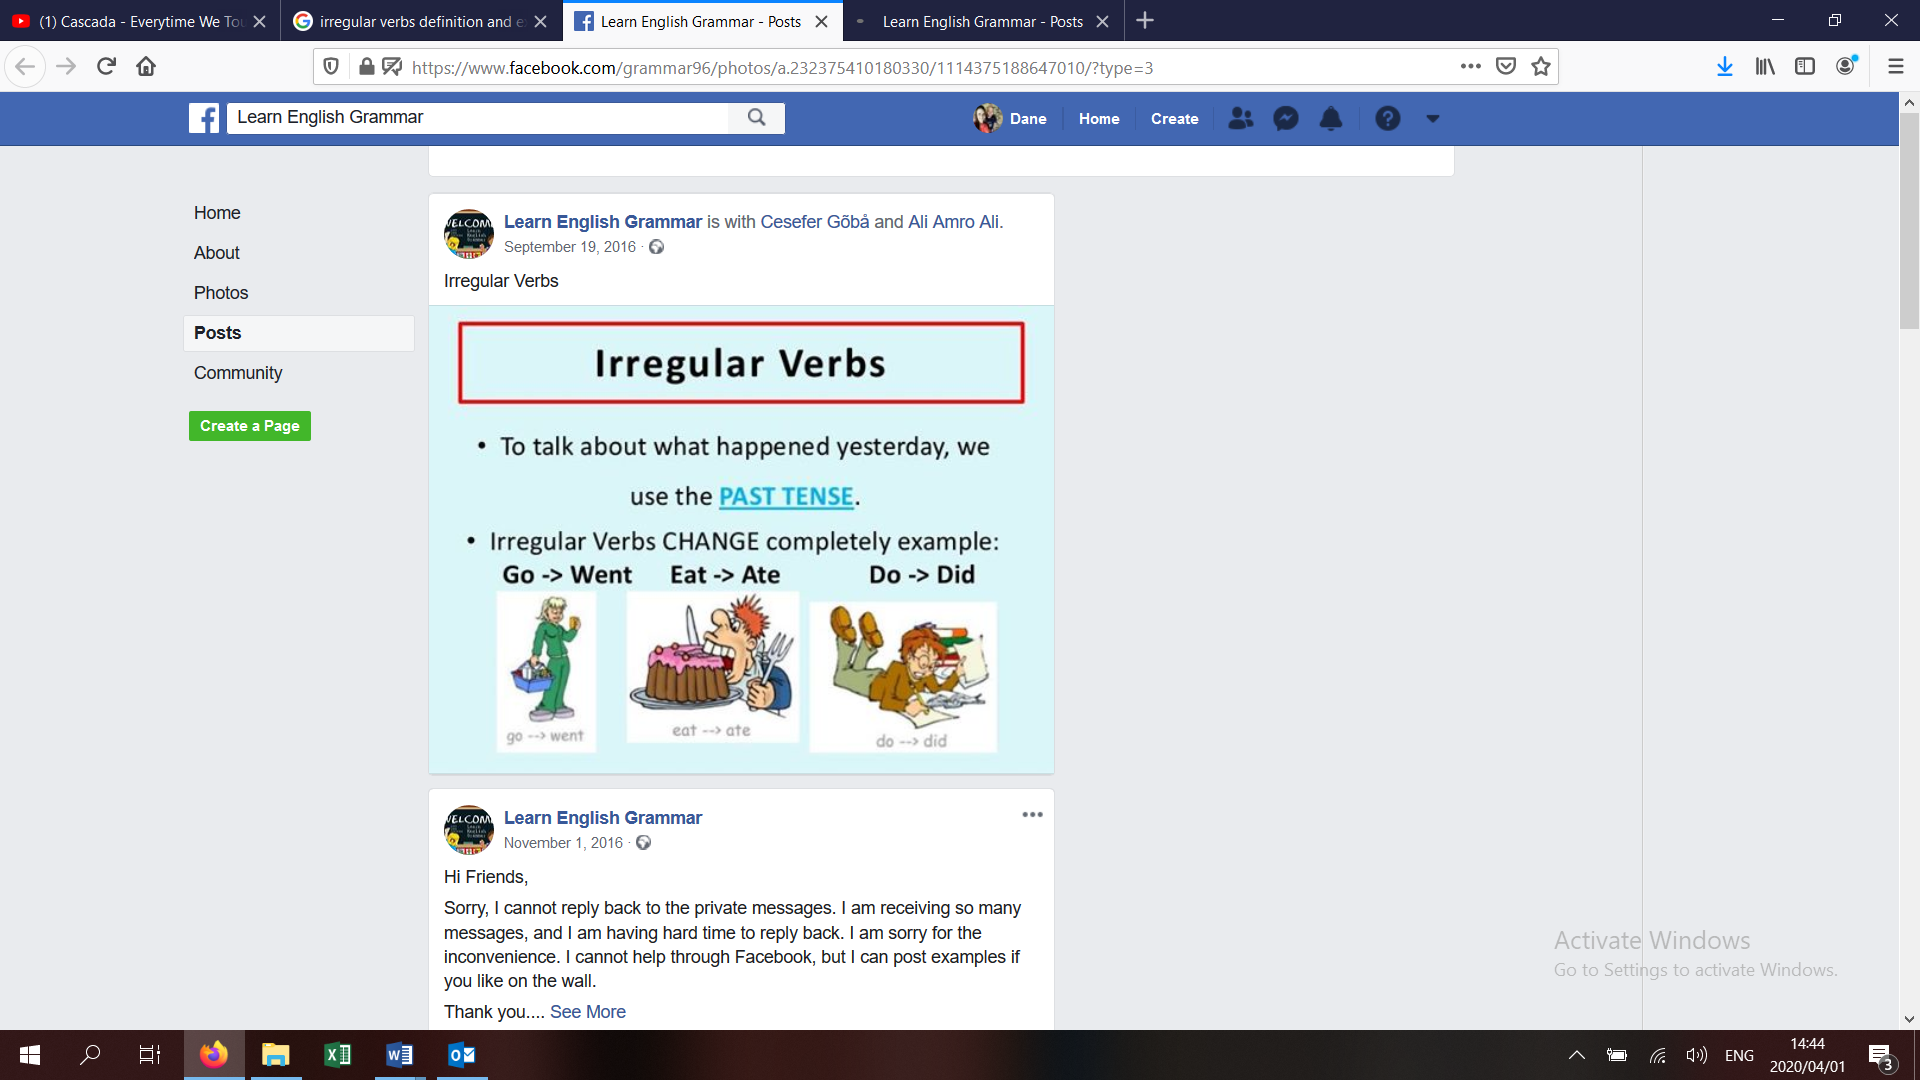 (1) Cascada - Everytime We Tou
irregular verbs definition and e
Learn English Grammar - Posts
Learn English Grammar - Posts
https://www.facebook.com/grammar96/photos/a.232375410180330/1114375188647010/?type=3
Learn English Grammar
Dane
Home
Create
Home
About
Photos
Posts
Community
Create a Page
Learn English Grammar is with Cesefer Gõbå and Ali Amro Ali.
September 19, 2016 ·
Irregular Verbs
Irregular Verbs
• To talk about what happened yesterday, we
use the PAST TENSE.
• Irregular Verbs CHANGE completely example:
Go -> Went Eat -> Ate Do -> Did
go --> went
eat --> ate
do --> did
WELCOM
Learn English Grammar
November 1, 2016 ·
Hi Friends,
Sorry, I cannot reply back to the private messages. I am receiving so many
messages, and I am having hard time to reply back. I am sorry for the
inconvenience. I cannot help through Facebook, but I can post examples if
you like on the wall.
Thank you.... See More
Activate Windows
Go to Settings to activate Windows.
ENG
14:44
2020/04/01
3